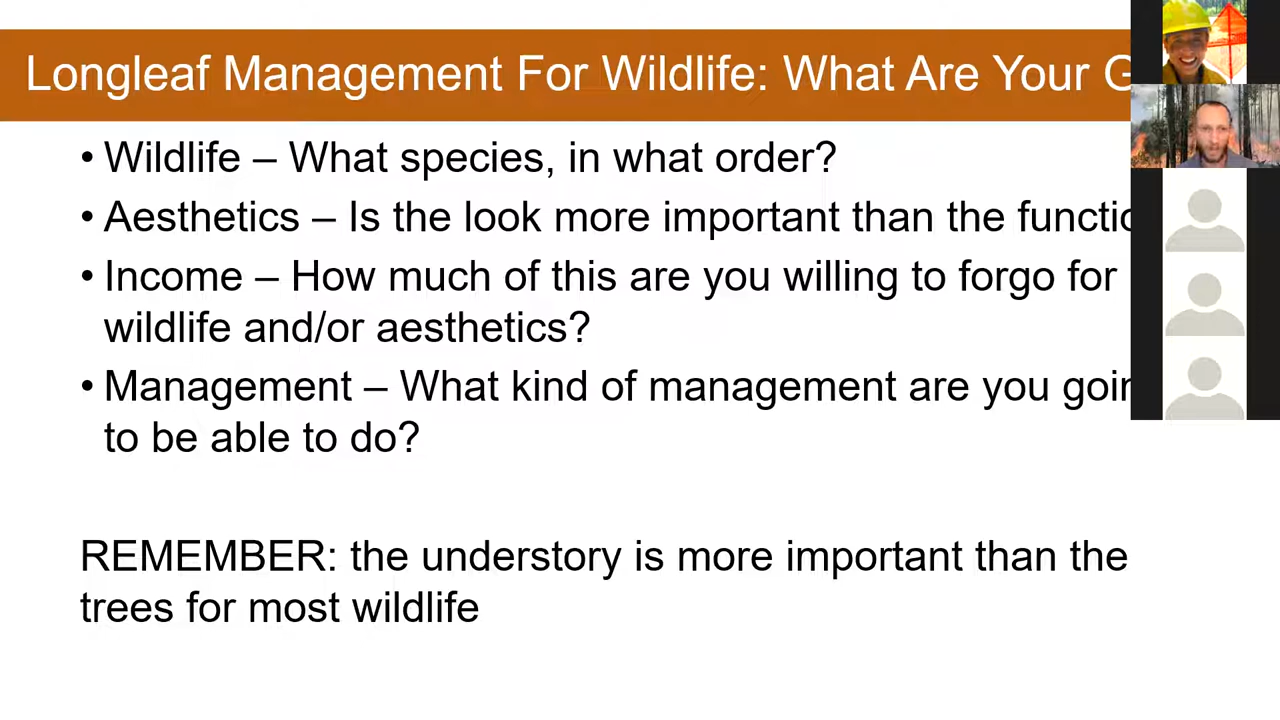 Longleaf Management For Wildlife: What Are Your
• Wildlife – What species, in what order?
• Aesthetics – Is the look more important than the
• Income – How much of this are you willing to forgo for
wildlife and/or aesthetics?
• Management – What kind of management are you
to be able to do?
REMEMBER: the understory is more important than the
trees for most wildlife